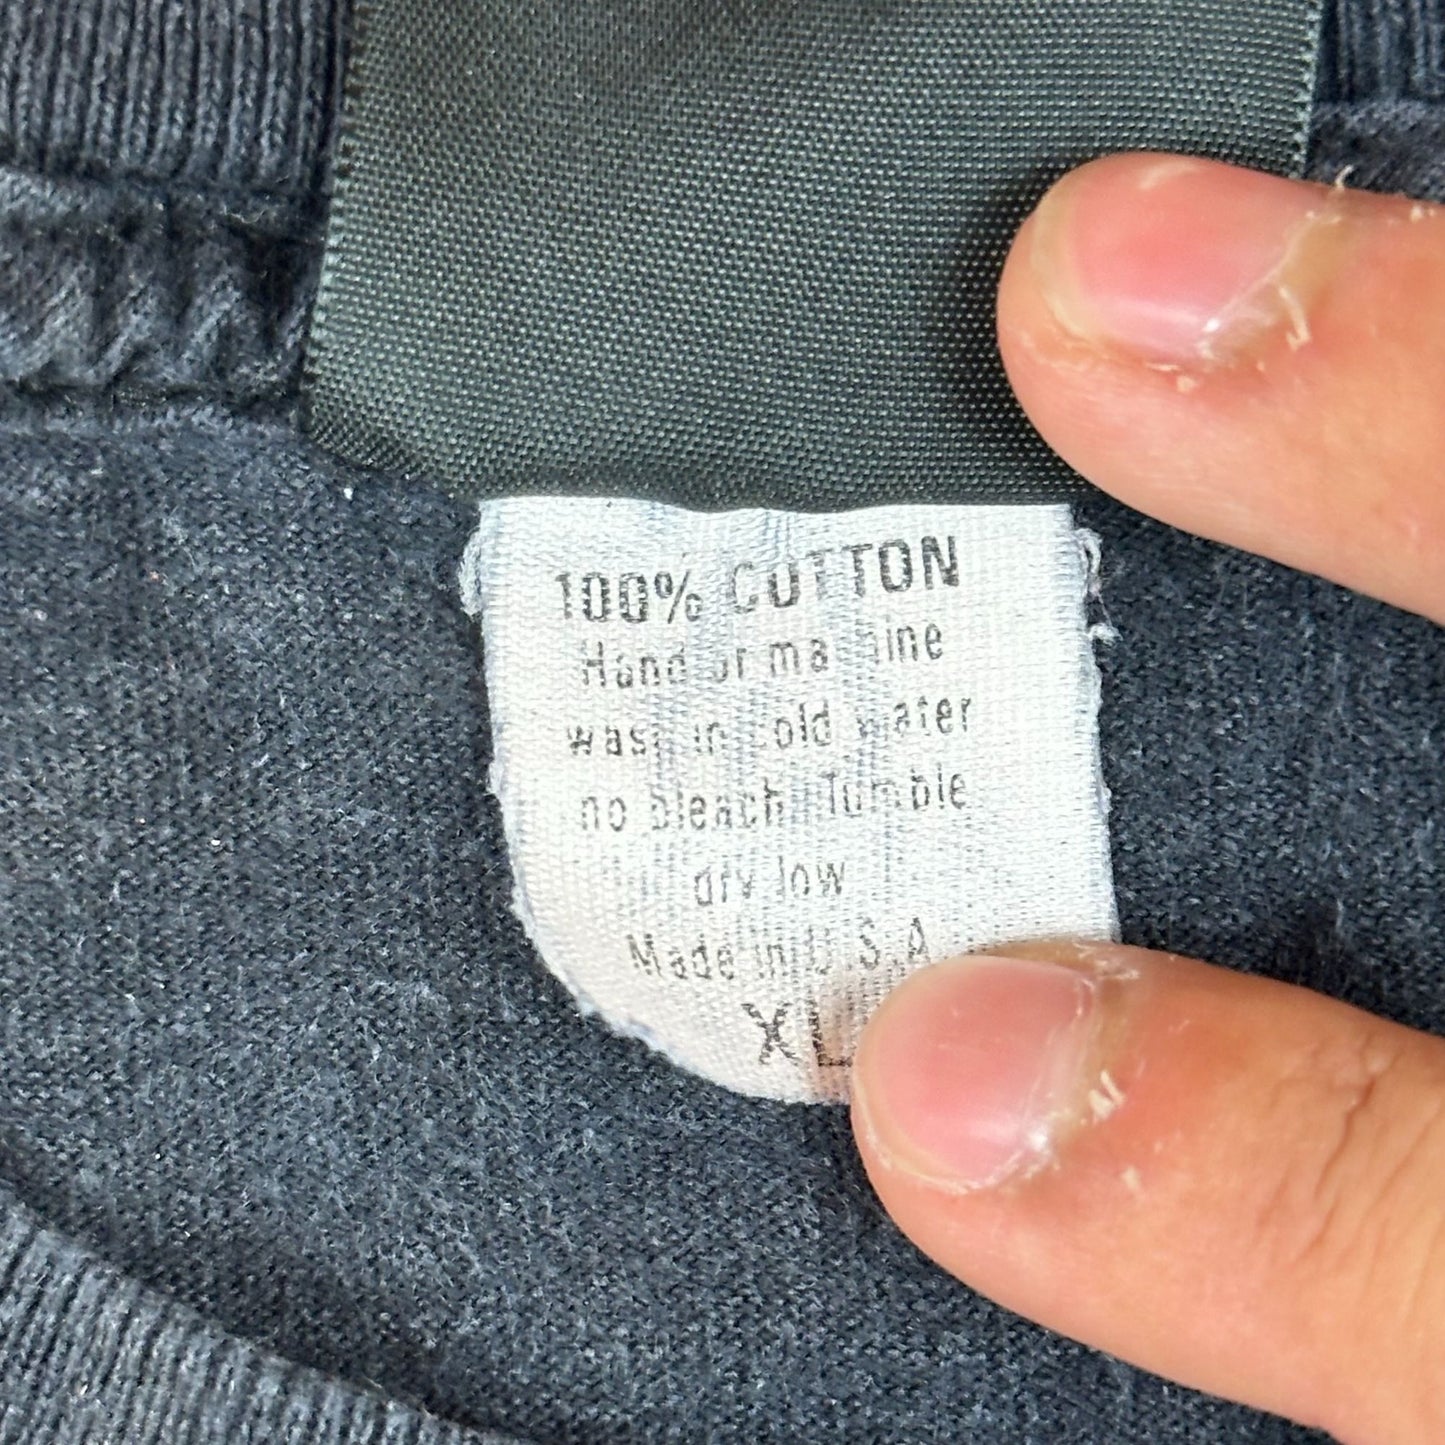 100% COTTON
Hand or machine
wash in cold water
no bleach. Tumble
dry low
Made in U.S.A
XL